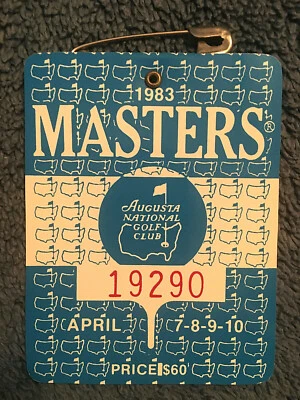 1983
MASTERS®
AUGUSTA
NATIONAL
GOLF
CLUB
19290
APRIL 7-8-9-10
PRICE $60